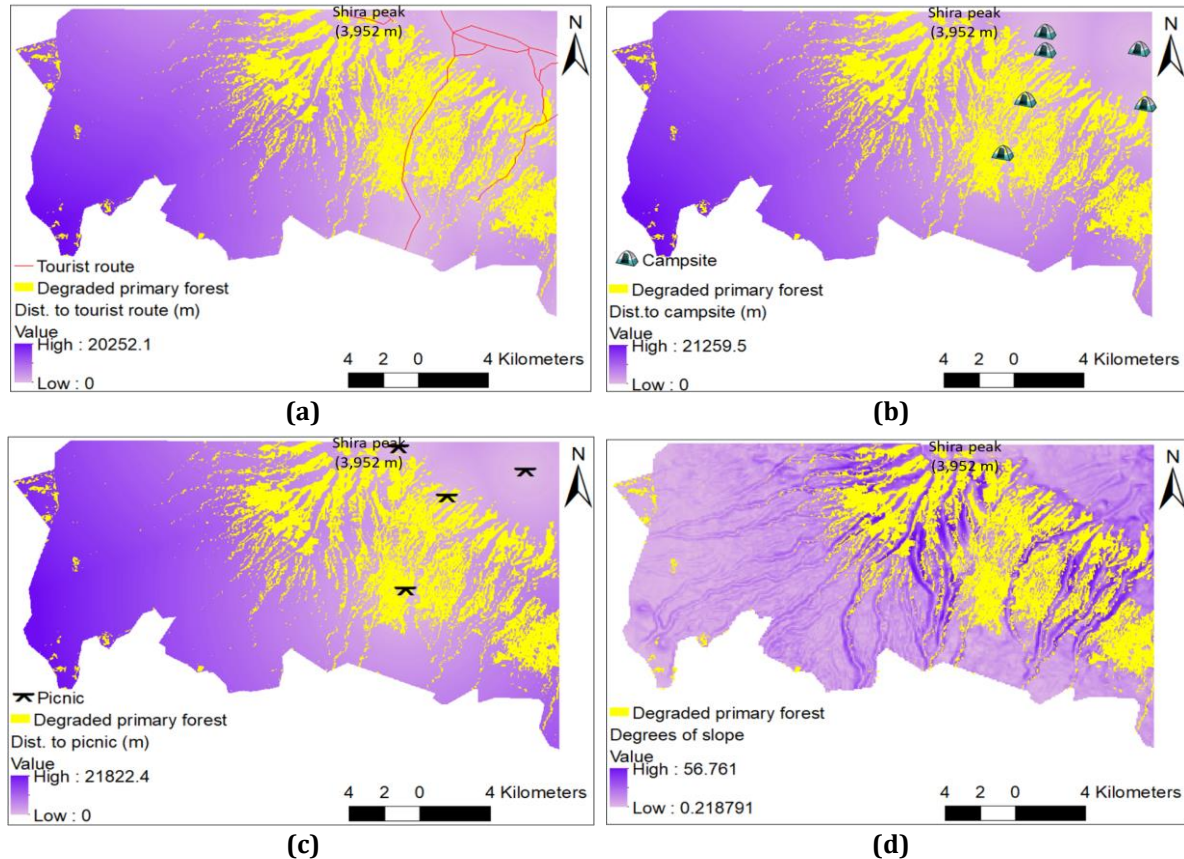 Shira peak
(3,952 m)
N
Tourist route
Degraded primary forest
Dist. to tourist route (m)
Value
High : 20252.1
Low : 0
4 2 0 4 Kilometers
(a)
Shira peak
(3,952 m)
N
Campsite
Degraded primary forest
Dist.to campsite (m)
Value
High : 21259.5
Low : 0
4 2 0 4 Kilometers
(b)
Shira peak
(3,952 m)
N
Picnic
Degraded primary forest
Dist. to picnic (m)
Value
High : 21822.4
Low : 0
4 2 0 4 Kilometers
(c)
Shira peak
(3,952 m)
N
Degraded primary forest
Degrees of slope
Value
High : 56.761
Low : 0.218791
4 2 0 4 Kilometers
(d)